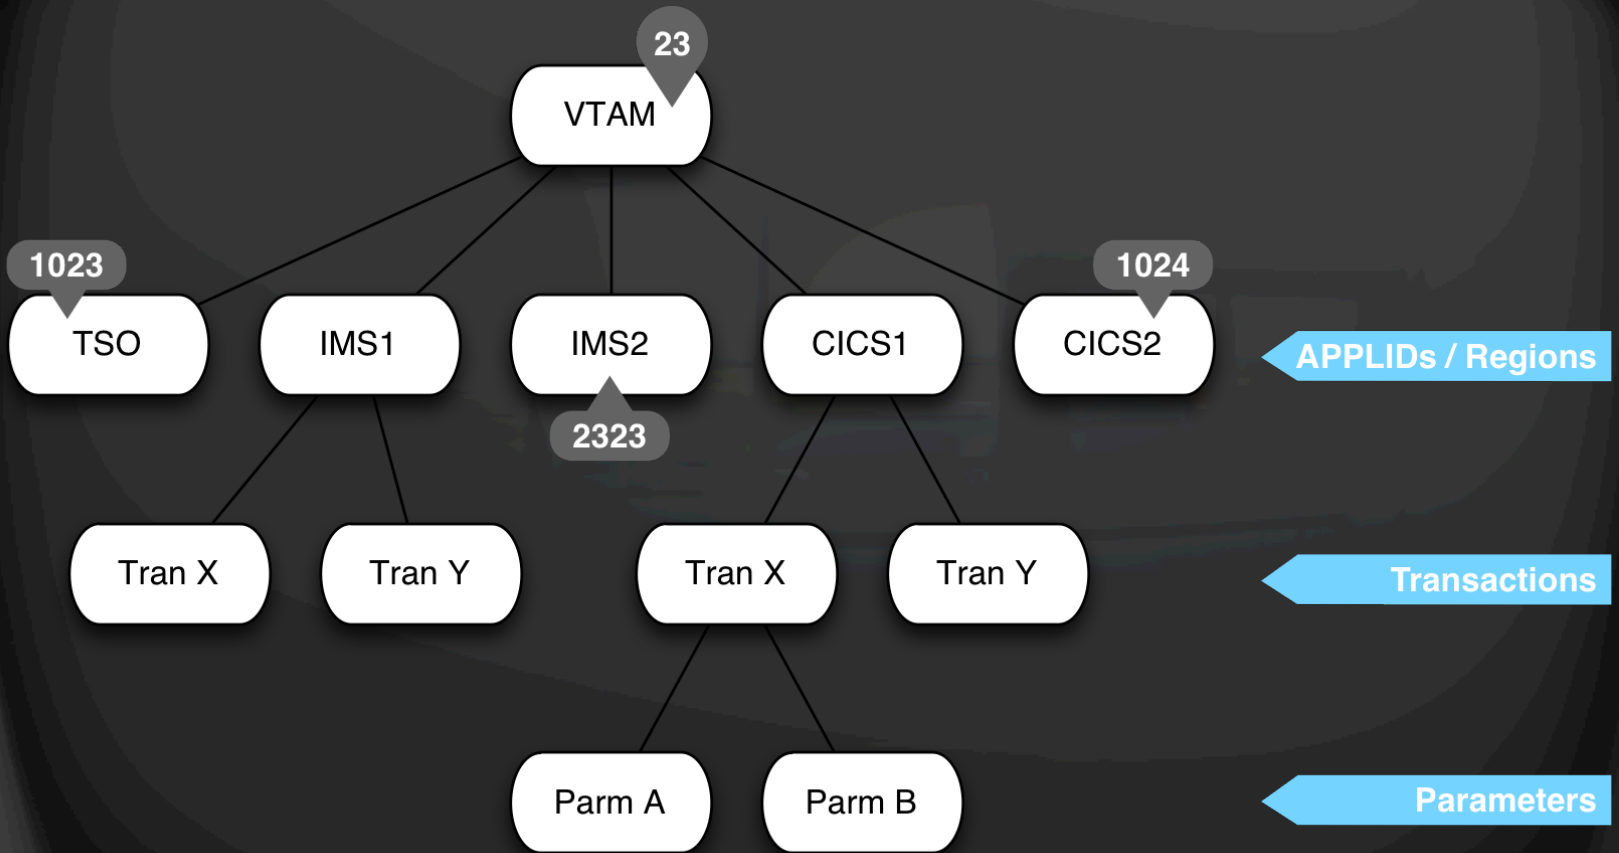 23
VTAM
1023
1024
TSO
IMS1
IMS2
CICS1
CICS2
APPLIDs / Regions
2323
Tran X
Tran Y
Tran X
Tran Y
Transactions
Parm A
Parm B
Parameters